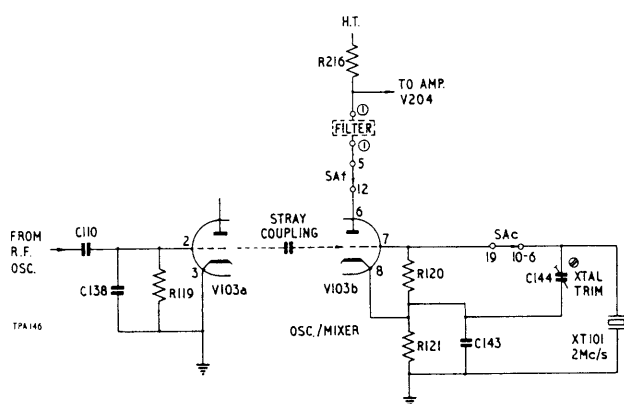 H.T.
R216
TO AMP.
V204
1
FILTER
1
5
SAf
12
6
STRAY
COUPLING
C110
2
7
SAc
FROM
R.F.
OSC.
3
8
19
10-6
C144
XTAL
TRIM
R120
C138
R119
V103a
V103b
TPA146
OSC./MIXER
R121
C143
XT101
2Mc/s